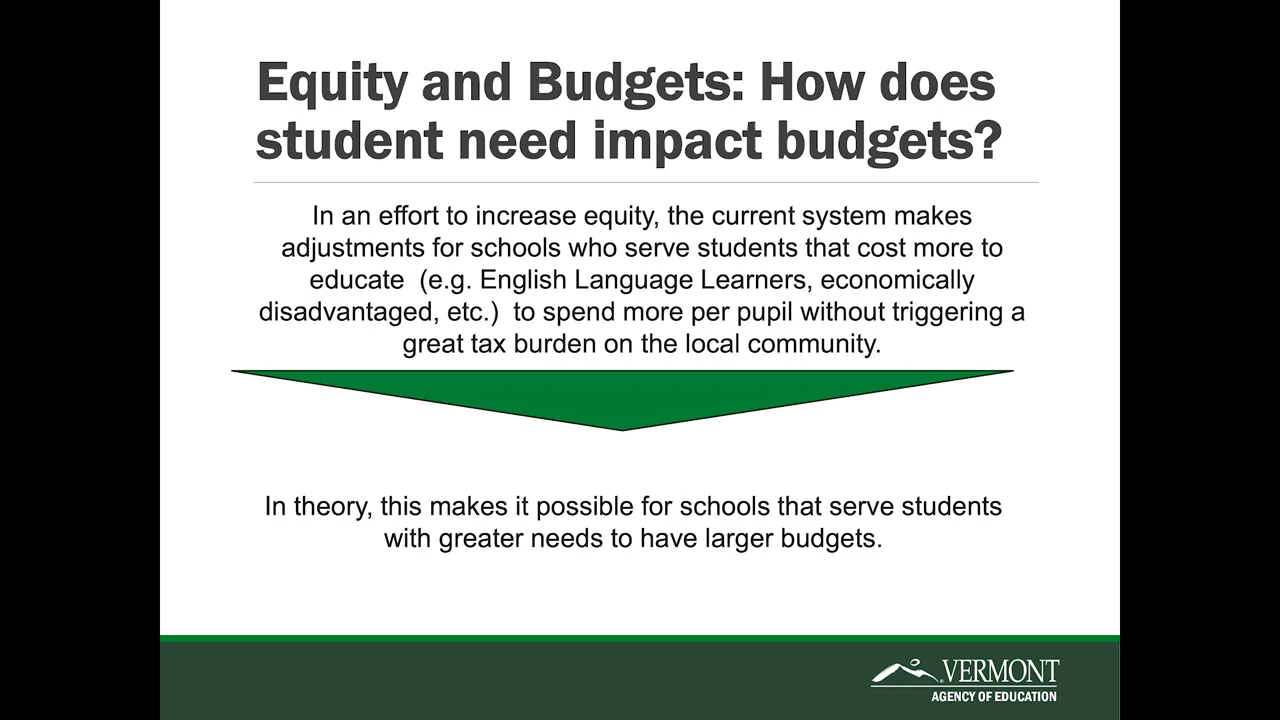 Equity and Budgets: How does
student need impact budgets?
In an effort to increase equity, the current system makes
adjustments for schools who serve students that cost more to
educate  (e.g. English Language Learners, economically
disadvantaged, etc.)  to spend more per pupil without triggering a
great tax burden on the local community.
In theory, this makes it possible for schools that serve students
with greater needs to have larger budgets.
VERMONT
AGENCY OF EDUCATION